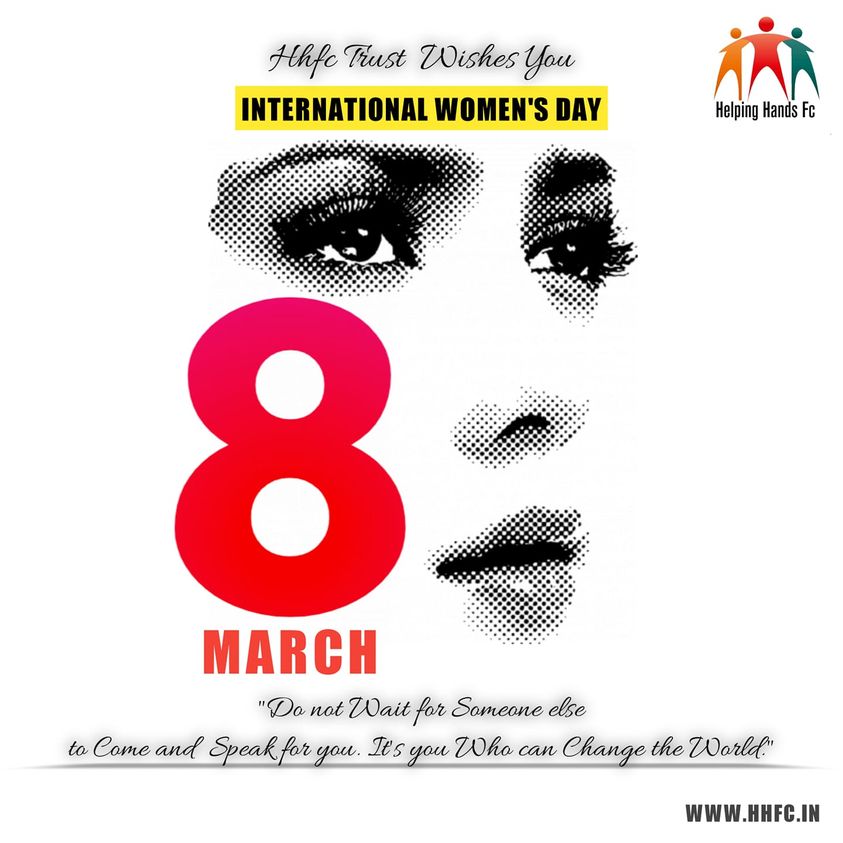 Hhfc Trust Wishes You
INTERNATIONAL WOMEN'S DAY
Helping Hands Fc
8
MARCH
"Do not Wait for Someone else
to Come and Speak for you. It's you Who can Change the World."
WWW.HHFC.IN